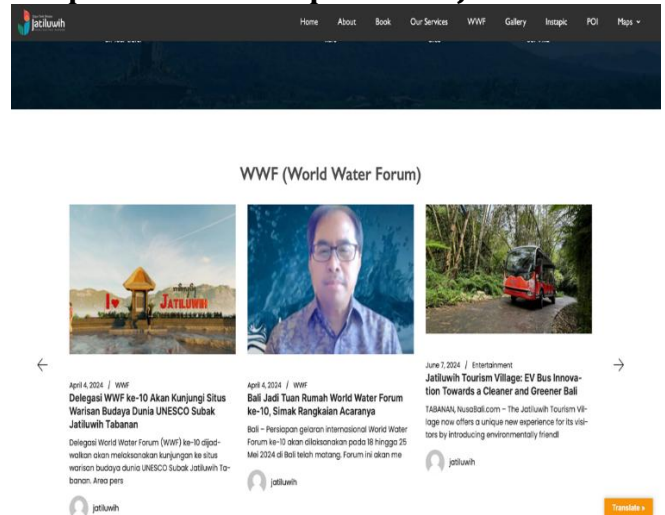 Jatiluwih
Home About Book Our Services WWF Gallery Instapic POI Maps
WWF (World Water Forum)
I ♥ JATILUWIH
April 4, 2024 / WWF
Delegasi WWF ke-10 Akan Kunjungi Situs
Warisan Budaya Dunia UNESCO Subak
Jatiluwih Tabanan
Delegasi World Water Forum (WWF) ke-10 dijad-
walkan akan melaksanakan kunjungan ke situs
warisan budaya dunia UNESCO Subak Jatiluwih Ta-
banan. Area pers
jatiluwih
April 4, 2024 / WWF
Bali Jadi Tuan Rumah World Water Forum
ke-10, Simak Rangkaian Acaranya
Bali – Persiapan gelaran internasional World Water
Forum ke-10 akan dilaksanakan pada 18 hingga 25
Mei 2024 di Bali telah matang. Forum ini akan me
jatiluwih
June 7, 2024 / Entertainment
Jatiluwih Tourism Village: EV Bus Innova-
tion Towards a Cleaner and Greener Bali
TABANAN, NusaBali.com – The Jatiluwih Tourism Vil-
lage now offers a unique new experience for its visi-
tors by introducing environmentally friendl
jatiluwih
Translate »